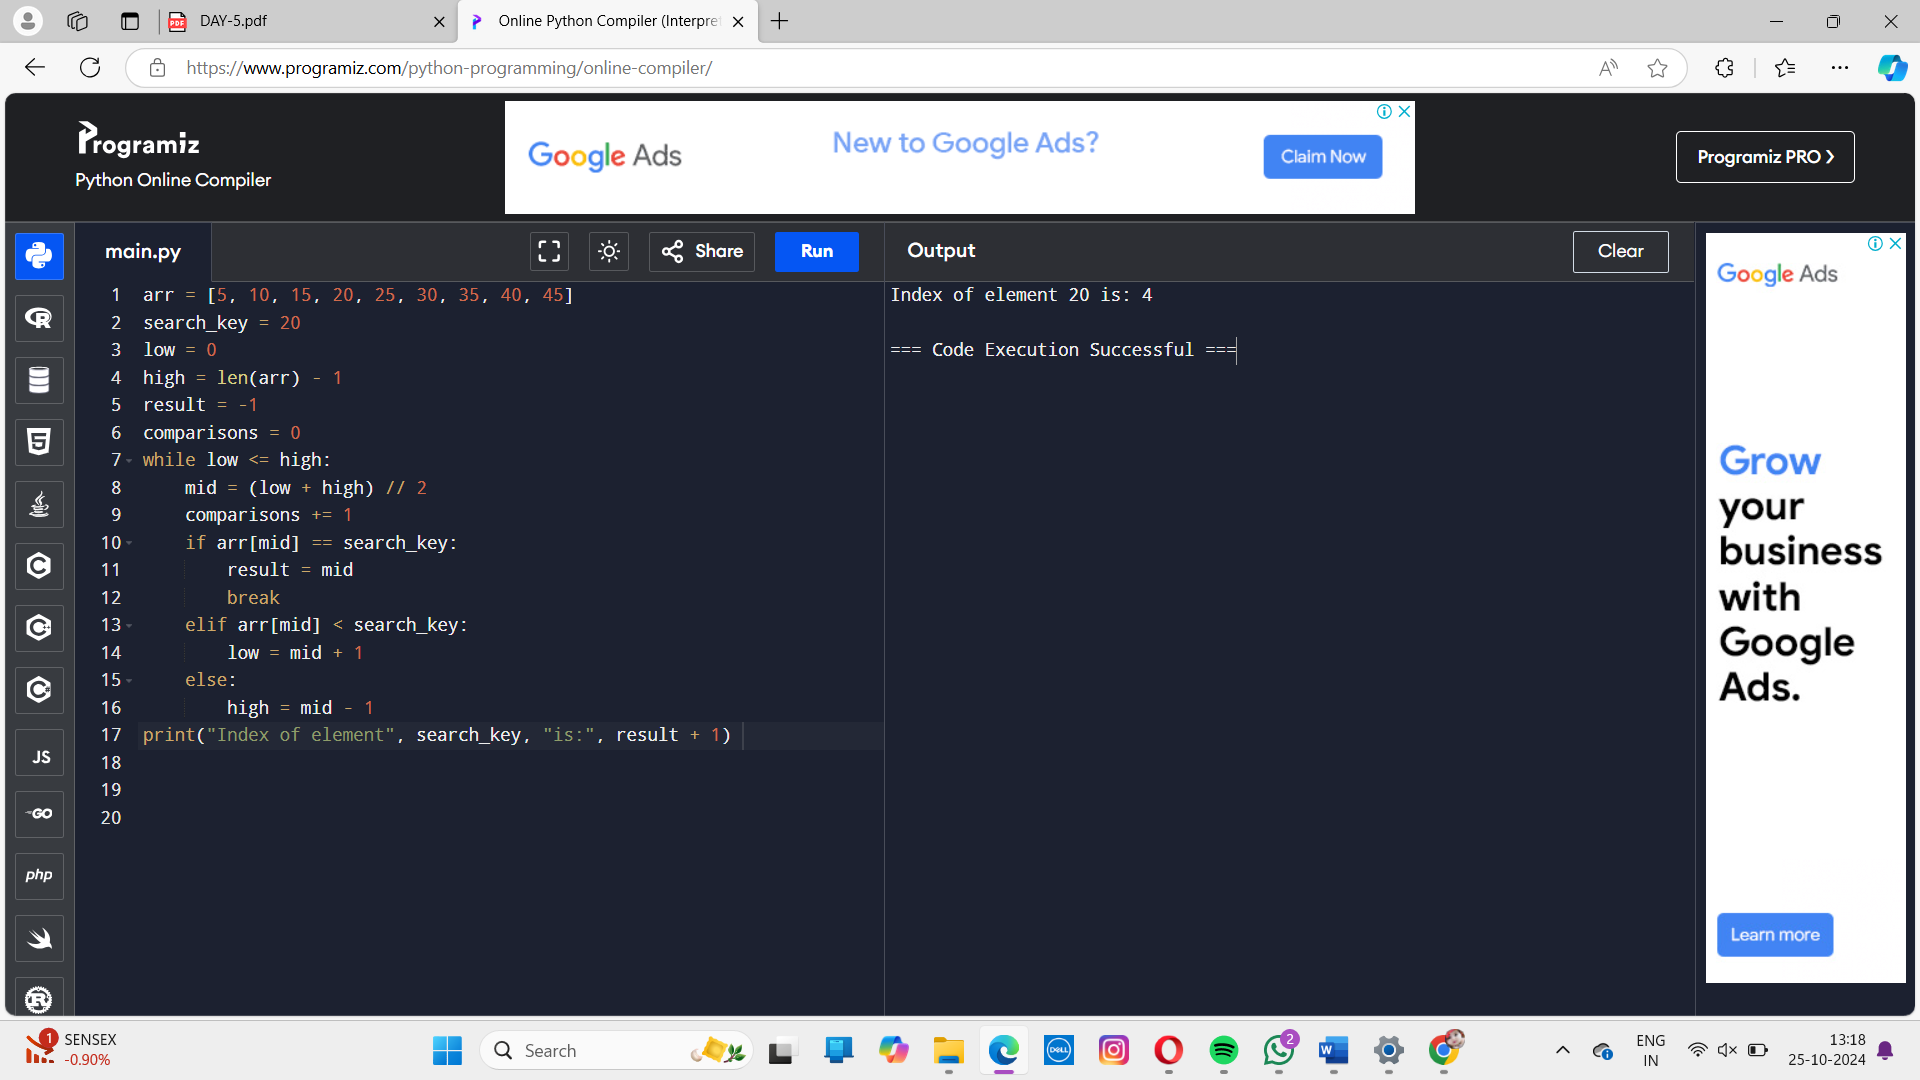 DAY-5.pdf
Online Python Compiler (Interpret
https://www.programiz.com/python-programming/online-compiler/
Programiz
Python Online Compiler
Google Ads
New to Google Ads?
Claim Now
Programiz PRO
main.py
Share
Run
Output
Clear
1 arr = [5, 10, 15, 20, 25, 30, 35, 40, 45]
2 search_key = 20
3 low = 0
4 high = len(arr) - 1
5 result = -1
6 comparisons = 0
7 while low <= high:
8     mid = (low + high) // 2
9     comparisons += 1
10     if arr[mid] == search_key:
11         result = mid
12         break
13     elif arr[mid] < search_key:
14         low = mid + 1
15     else:
16         high = mid - 1
17 print("Index of element", search_key, "is:", result + 1)
18
19
20
Index of element 20 is: 4
=== Code Execution Successful ===
Google Ads
Grow
your
business
with
Google
Ads.
Learn more
JS
GO
php
1
SENSEX
-0.90%
Search
DELL
2
W
ENG
IN
13:18
25-10-2024